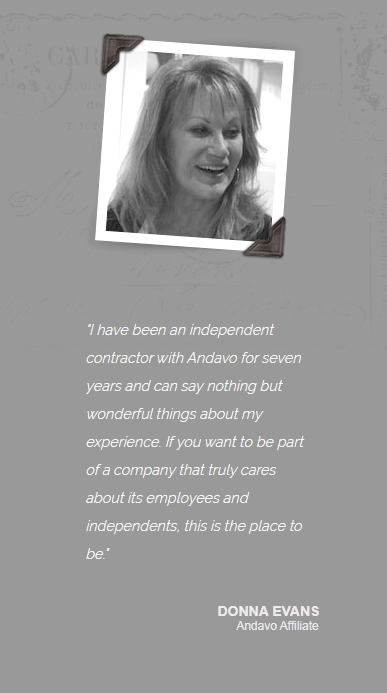 "I have been an independent
contractor with Andavo for seven
years and can say nothing but
wonderful things about my
experience. If you want to be part
of a company that truly cares
about its employees and
independents, this is the place to
be."
DONNA EVANS
Andavo Affiliate